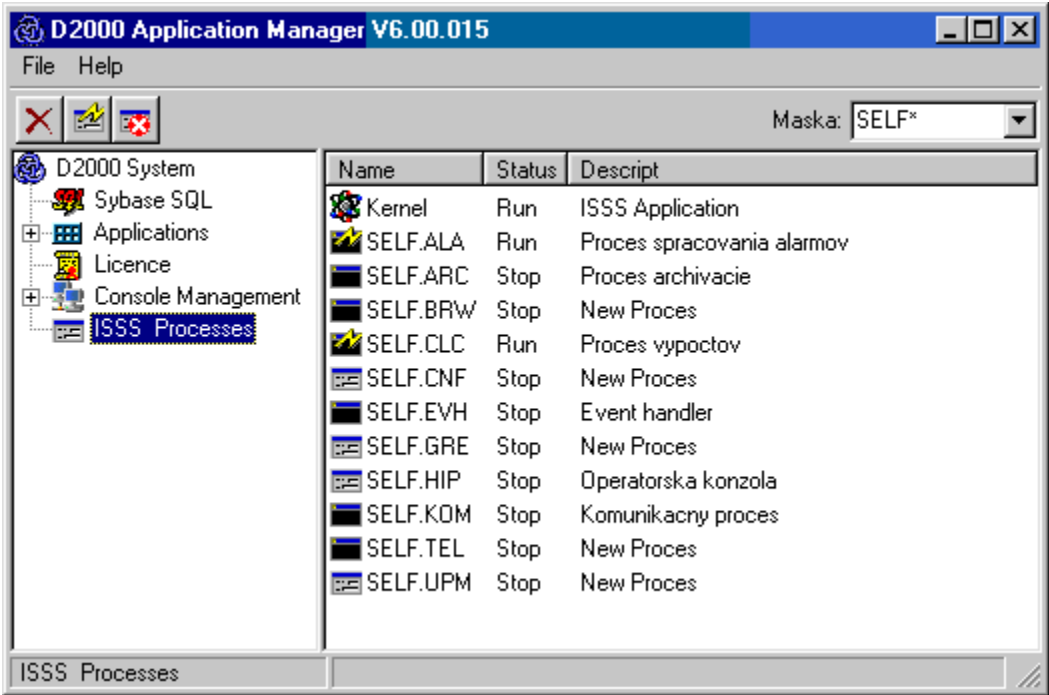 D2000 Application Manager V6.00.015
File Help
Maska: SELF*
D2000 System
Sybase SQL
Applications
Licence
Console Management
ISSS Processes
Name Status Descript
Kernel Run ISSS Application
SELF.ALA Run Proces spracovania alarmov
SELF.ARC Stop Proces archivacie
SELF.BRW Stop New Proces
SELF.CLC Run Proces vypoctov
SELF.CNF Stop New Proces
SELF.EVH Stop Event handler
SELF.GRE Stop New Proces
SELF.HIP Stop Operatorska konzola
SELF.KOM Stop Komunikacny proces
SELF.TEL Stop New Proces
SELF.UPM Stop New Proces
ISSS Processes